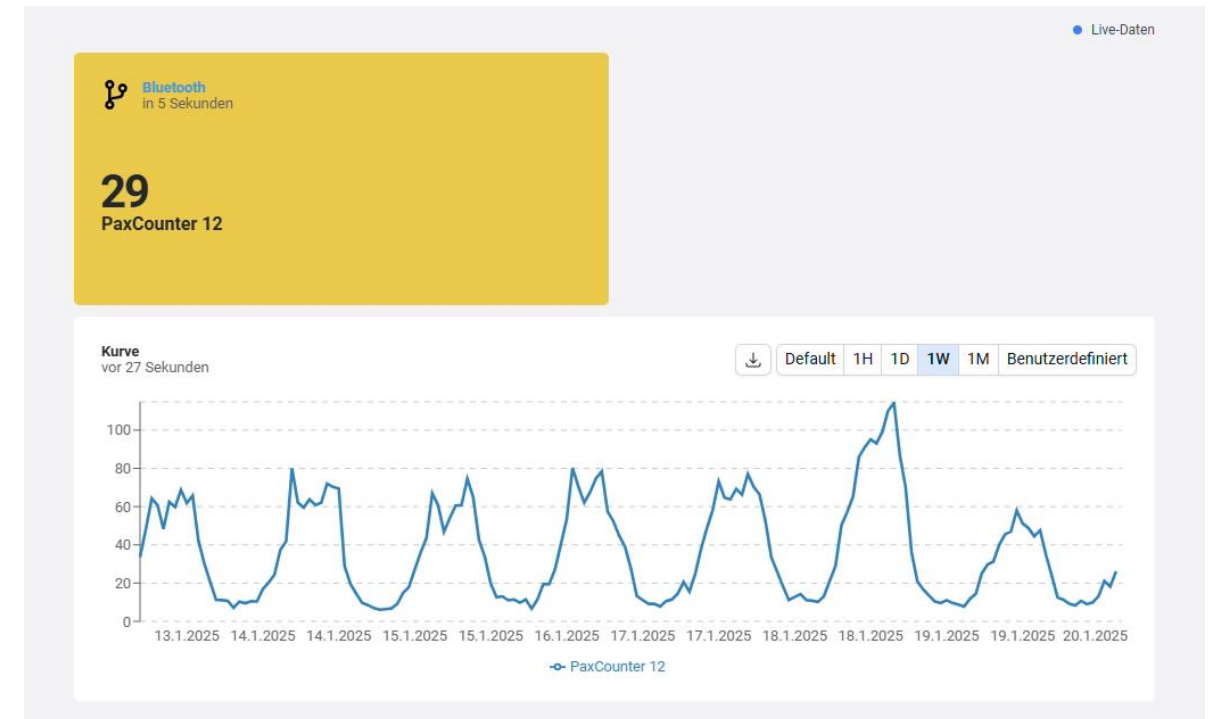 Live-Daten
Bluetooth
in 5 Sekunden
29
PaxCounter 12
Kurve
vor 27 Sekunden
Default 1H 1D 1W 1M Benutzerdefiniert
100
80
60
40
20
0
13.1.2025 14.1.2025 14.1.2025 15.1.2025 15.1.2025 16.1.2025 17.1.2025 17.1.2025 18.1.2025 18.1.2025 19.1.2025 19.1.2025 20.1.2025
PaxCounter 12